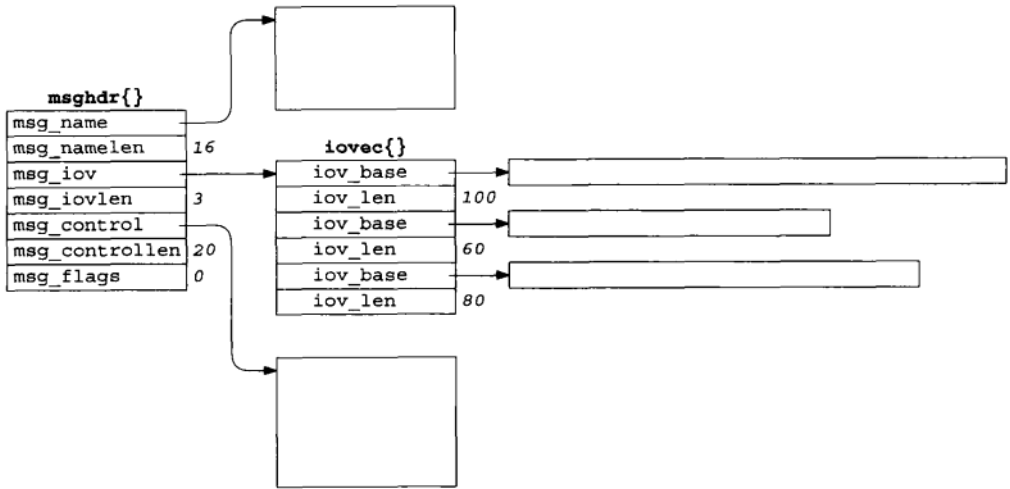 msghdr{}
msg_name
msg_namelen 16
msg_iov
msg_iovlen 3
msg_control
msg_controllen 20
msg_flags 0
iovec{}
iov_base
iov_len 100
iov_base
iov_len 60
iov_base
iov_len 80